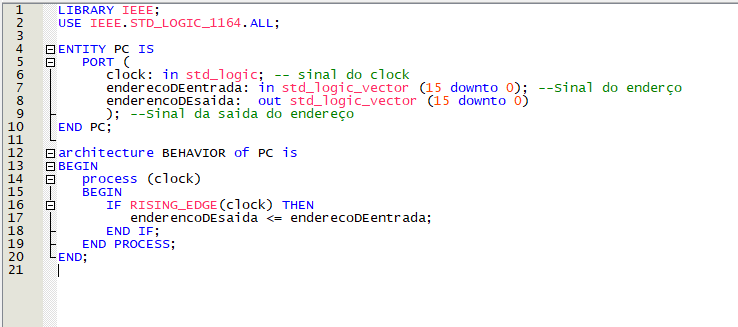 1 LIBRARY IEEE;
2 USE IEEE.STD_LOGIC_1164.ALL;
3
4 ENTITY PC IS
5 PORT (
6 clock: in std_logic; -- sinal do clock
7 enderecoDEentrada: in std_logic_vector (15 downto 0); --Sinal do enderço
8 enderencoDEsaida:  out std_logic_vector (15 downto 0)
9 ); --Sinal da saida do endereço
10 END PC;
11
12 architecture BEHAVIOR of PC is
13 BEGIN
14 process (clock)
15 BEGIN
16 IF RISING_EDGE(clock) THEN
17 enderencoDEsaida <= enderecoDEentrada;
18 END IF;
19 END PROCESS;
20 END;
21